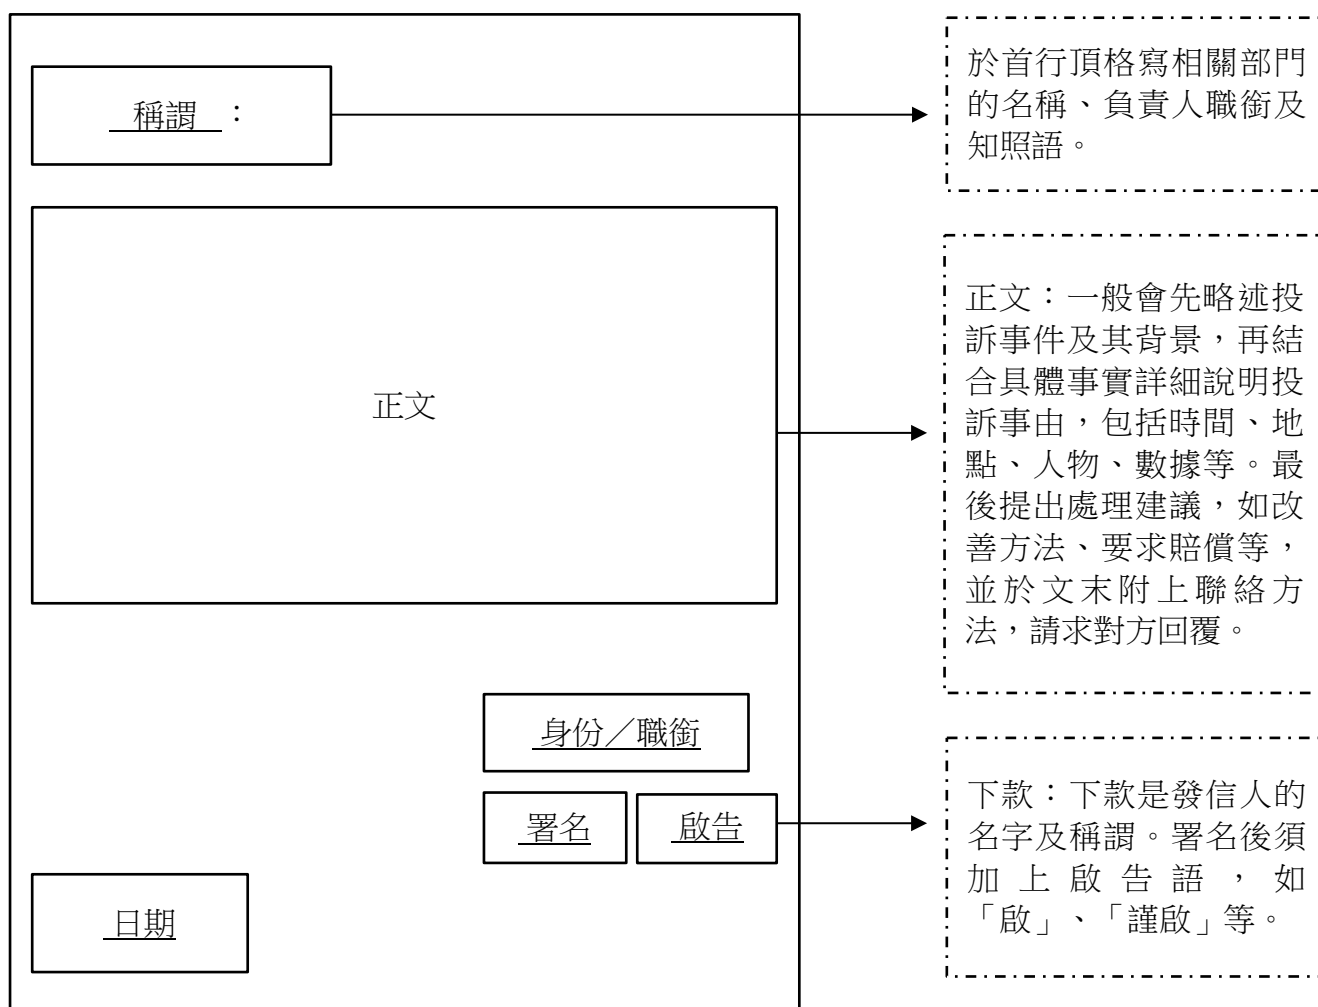 稱謂 ：
於首行頂格寫相關部門
的名稱、負責人職銜及
知照語。
正文
正文：一般會先略述投
訴事件及其背景，再結
合具體事實詳細說明投
訴事由，包括時間、地
點、人物、數據等。最
後提出處理建議，如改
善方法、要求賠償等，
並於文末附上聯絡方
法，請求對方回覆。
身份／職銜
署名 啟告
下款：下款是發信人的
名字及稱謂。署名後須
加上啟告語，如
「啟」、「謹啟」等。
日期